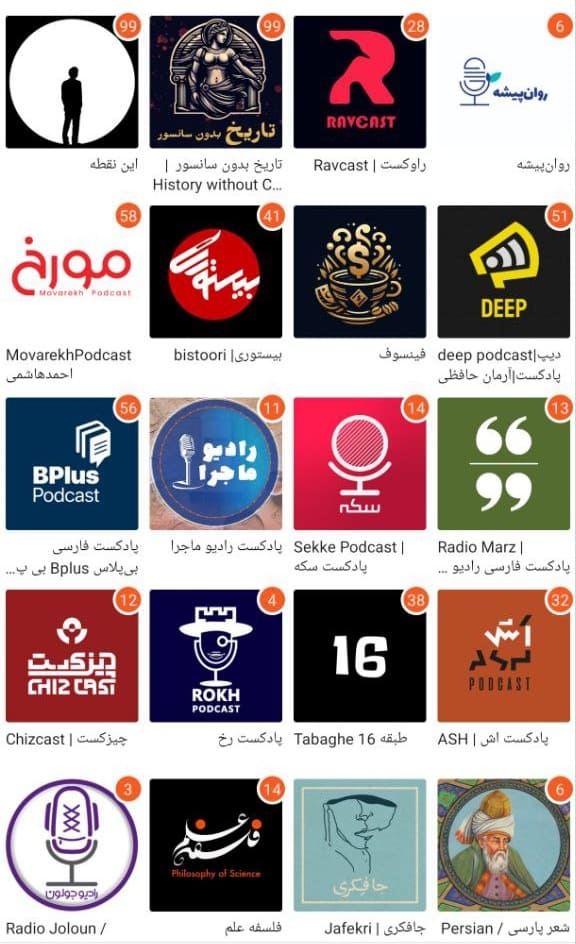 99
99
28
6
تاریخ بدون سانسور
RAVCAST
روان‌پیشه
این نقطه
تاریخ بدون سانسور |
History without C...
Ravcast | راوکست
روان‌پیشه
58
41
51
مورخ
Movarekh Podcast
بیستوری
$
DEEP
MovarekhPodcast
احمدهاشمی
bistoori |بیستوری
فینسوف
deep podcast|دیپ
پادکست|آرمان حافظی
56
11
14
13
BPlus
Podcast
رادیو
ماجرا
سکه
پادکست فارسی
بی‌پلاس Bplus بی پ...
پادکست رادیو ماجرا
Sekke Podcast |
پادکست سکه
Radio Marz |
پادکست فارسی رادیو ...
12
4
38
32
چیزکست
CHIZCAST
ROKH
PODCAST
16
اتش
PODCAST
Chizcast | چیزکست
پادکست رخ
Tabaghe 16 طبقه
ASH | پادکست اش
3
14
6
رادیو جولون
فلسفه علم
Philosophy of Science
جافکری
Radio Joloun /
فلسفه علم
Jafekri | جافکری
Persian / شعر پارسی